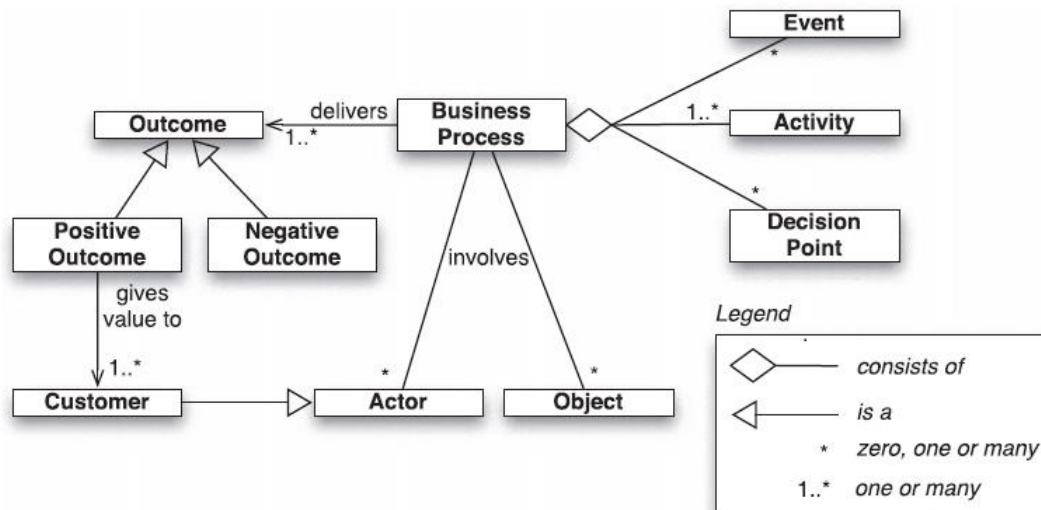 Event
*
delivers
Business
Process
Outcome
1..*
1..*
Activity
*
Decision
Point
Positive
Outcome
Negative
Outcome
involves
gives
value to
1..*
*
*
Customer
Actor
Object
Legend
consists of
is a
* zero, one or many
1..* one or many